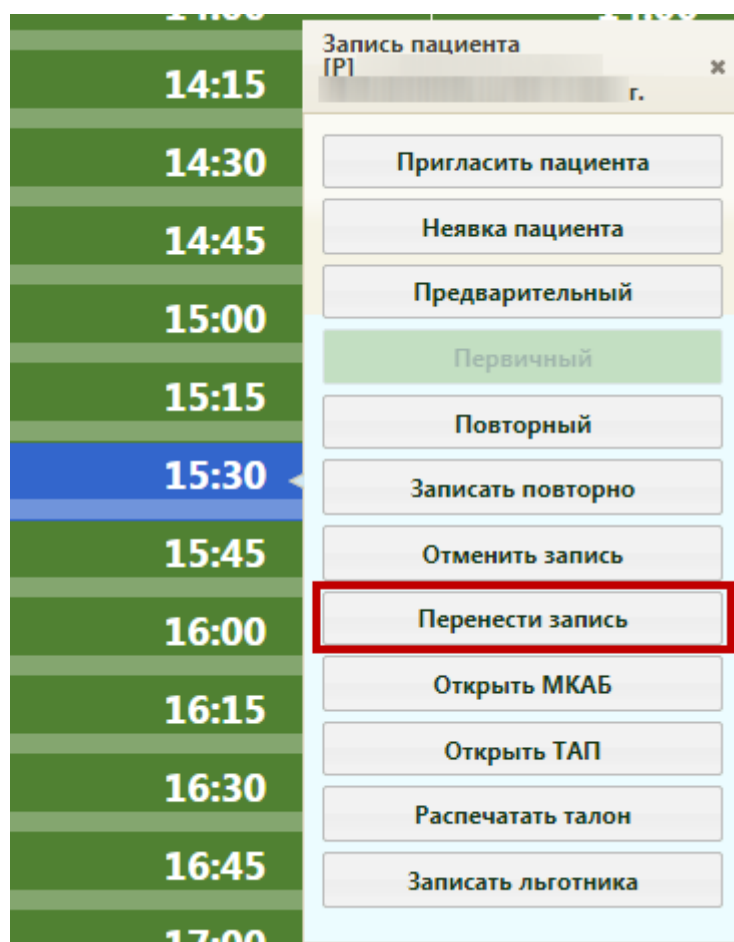 14:15
14:30
14:45
15:00
15:15
15:30
15:45
16:00
16:15
16:30
16:45
17:00
Запись пациента
[Р]
г.
Пригласить пациента
Неявка пациента
Предварительный
Первичный
Повторный
Записать повторно
Отменить запись
Перенести запись
Открыть МКАБ
Открыть ТАП
Распечатать талон
Записать льготника